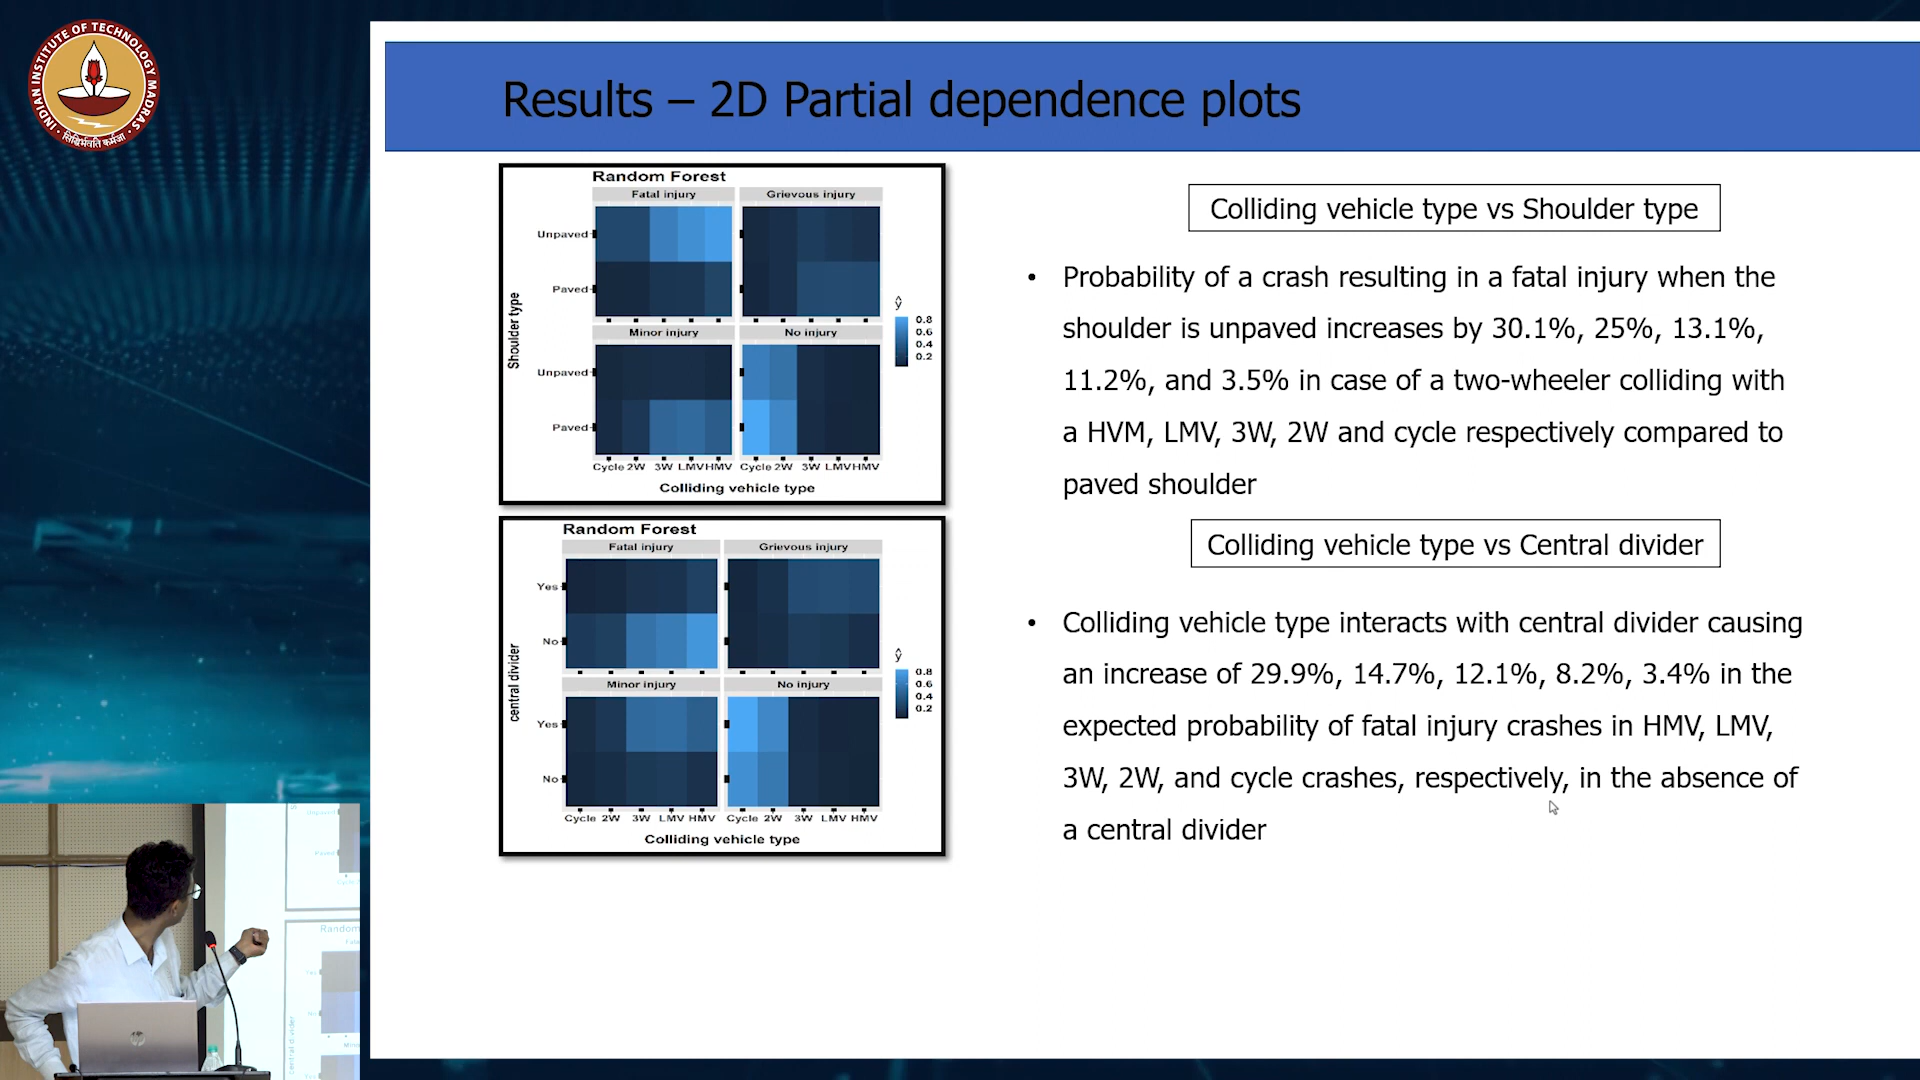 INDIAN INSTITUTE OF TECHNOLOGY MADRAS
सिद्धिर्भवति कर्मजा
Results – 2D Partial dependence plots
Random Forest
Fatal injury Grievous injury
Unpaved
Paved
Minor injury No injury
Unpaved
Paved
Shoulder type
Cycle 2W 3W LMV HMV Cycle 2W 3W LMV HMV
Colliding vehicle type
ŷ
0.8
0.6
0.4
0.2
Colliding vehicle type vs Shoulder type
• Probability of a crash resulting in a fatal injury when the
shoulder is unpaved increases by 30.1%, 25%, 13.1%,
11.2%, and 3.5% in case of a two-wheeler colliding with
a HVM, LMV, 3W, 2W and cycle respectively compared to
paved shoulder
Random Forest
Fatal injury Grievous injury
Yes
No
Minor injury No injury
Yes
No
central divider
Cycle 2W 3W LMV HMV Cycle 2W 3W LMV HMV
Colliding vehicle type
ŷ
0.8
0.6
0.4
0.2
Colliding vehicle type vs Central divider
• Colliding vehicle type interacts with central divider causing
an increase of 29.9%, 14.7%, 12.1%, 8.2%, 3.4% in the
expected probability of fatal injury crashes in HMV, LMV,
3W, 2W, and cycle crashes, respectively, in the absence of
a central divider
Random
central divider
hp